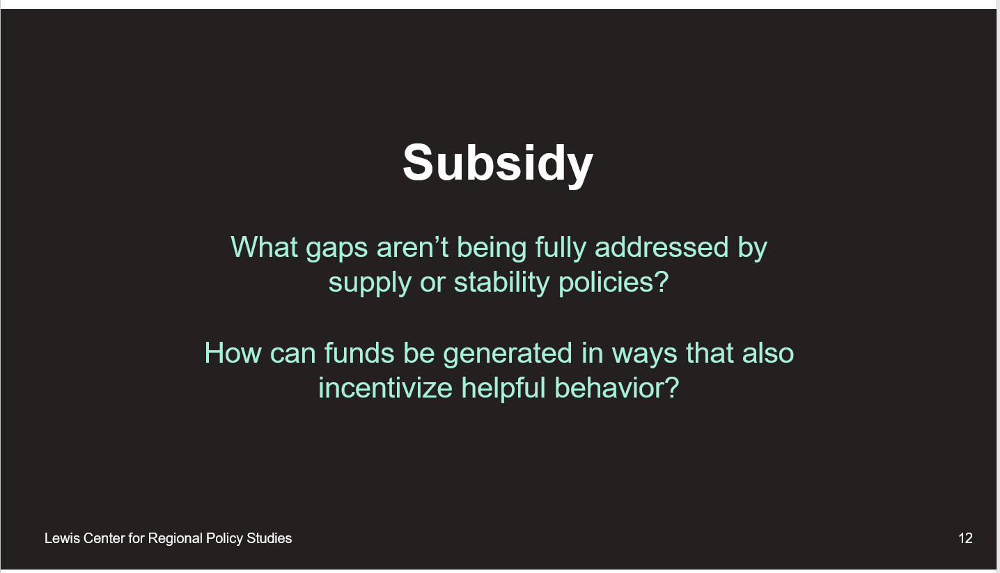 Subsidy
What gaps aren’t being fully addressed by
supply or stability policies?
How can funds be generated in ways that also
incentivize helpful behavior?
Lewis Center for Regional Policy Studies
12